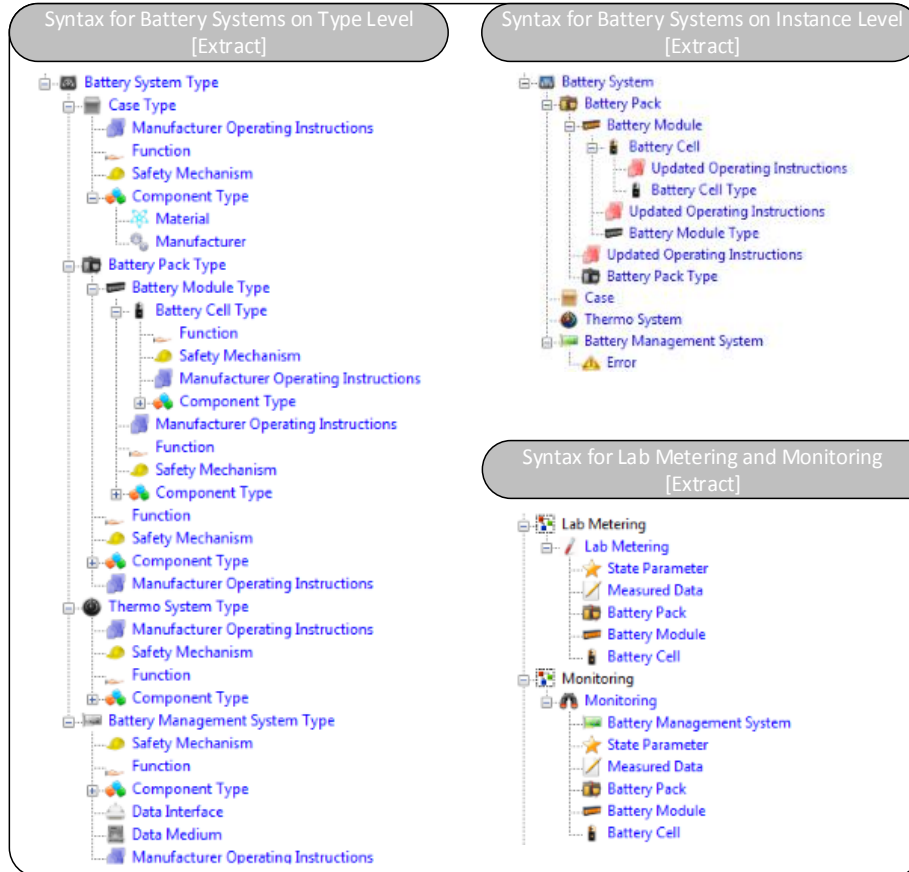 Syntax for Battery Systems on Type Level
[Extract]
Battery System Type
Case Type
Manufacturer Operating Instructions
Function
Safety Mechanism
Component Type
Material
Manufacturer
Battery Pack Type
Battery Module Type
Battery Cell Type
Function
Safety Mechanism
Manufacturer Operating Instructions
Component Type
Manufacturer Operating Instructions
Function
Safety Mechanism
Component Type
Function
Safety Mechanism
Component Type
Manufacturer Operating Instructions
Thermo System Type
Manufacturer Operating Instructions
Safety Mechanism
Function
Component Type
Battery Management System Type
Safety Mechanism
Function
Component Type
Data Interface
Data Medium
Manufacturer Operating Instructions
Syntax for Battery Systems on Instance Level
[Extract]
Battery System
Battery Pack
Battery Module
Battery Cell
Updated Operating Instructions
Battery Cell Type
Updated Operating Instructions
Battery Module Type
Updated Operating Instructions
Battery Pack Type
Case
Thermo System
Battery Management System
Error
Syntax for Lab Metering and Monitoring
[Extract]
Lab Metering
Lab Metering
State Parameter
Measured Data
Battery Pack
Battery Module
Battery Cell
Monitoring
Monitoring
Battery Management System
State Parameter
Measured Data
Battery Pack
Battery Module
Battery Cell